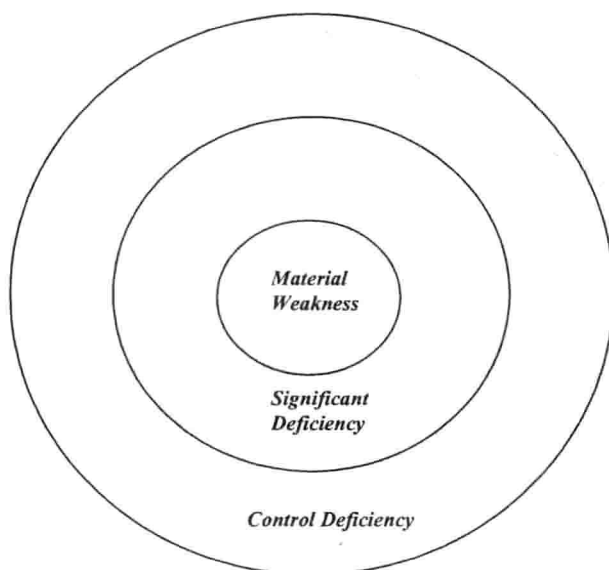 Material
Weakness
Significant
Deficiency
Control Deficiency